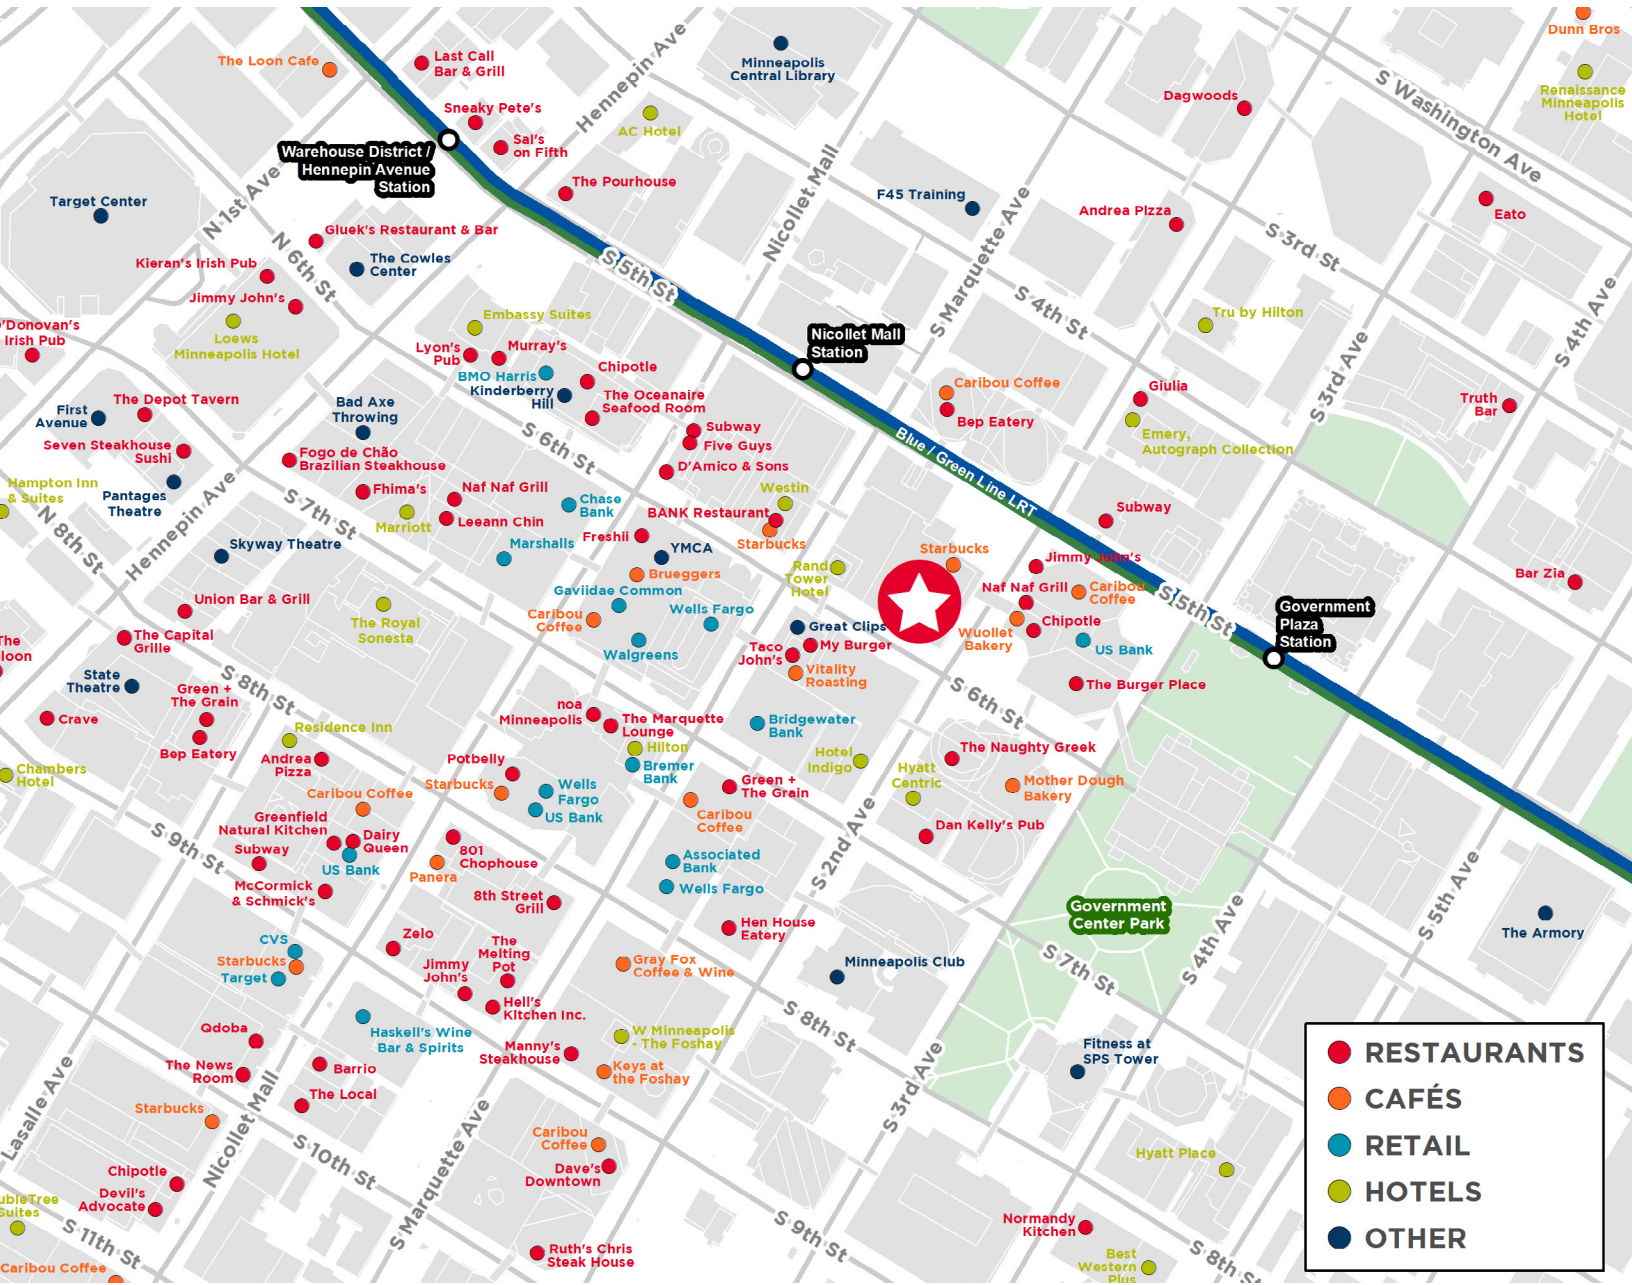 Dunn Bros
Last Call
Bar & Grill
The Loon Cafe
Hennepin Ave
Minneapolis
Central Library
S Washington Ave
Renaissance
Minneapolis
Hotel
Dagwoods
Sneaky Pete's
AC Hotel
Sal's
on Fifth
Warehouse District /
Hennepin Avenue
Station
The Pourhouse
Nicollet Mall
F45 Training
S Marquette Ave
Andrea PIzza
Eato
Target Center
N 1st Ave
Gluek's Restaurant & Bar
N 6th St
The Cowles
Center
Kieran's Irish Pub
Jimmy John's
S 5th St
S 3rd St
S 4th St
S 4th Ave
Loews
Minneapolis Hotel
'Donovan's
Irish Pub
Embassy Suites
Tru by Hilton
Nicollet Mall
Station
S 3rd Ave
Lyon's
Pub
Murray's
BMO Harris
Kinderberry
Hill
Chipotle
The Oceanaire
Seafood Room
Caribou Coffee
Bep Eatery
Giulia
Emery,
Autograph Collection
Truth
Bar
The Depot Tavern
First
Avenue
Bad Axe
Throwing
Seven Steakhouse
Sushi
Fogo de Chão
Brazilian Steakhouse
S 6th St
Subway
Five Guys
D'Amico & Sons
Blue / Green Line LRT
Hampton Inn
& Suites
Pantages
Theatre
Hennepin Ave
Fhima's
Marriott
Naf Naf Grill
Leeann Chin
Chase
Bank
Westin
BANK Restaurant
Starbucks
Subway
N 8th St
S 7th St
Skyway Theatre
Marshalls
Freshii
YMCA
Brueggers
Rand
Tower
Hotel
Starbucks
Jimmy John's
Naf Naf Grill
Caribou
Coffee
S 5th St
Bar Zia
Union Bar & Grill
The Royal
Sonesta
Gaviidae Common
Caribou
Coffee
Wells Fargo
Walgreens
Great Clips
My Burger
Taco
John's
Vitality
Roasting
Wuollet
Bakery
Chipotle
US Bank
Government
Plaza
Station
The
loon
The Capital
Grille
State
Theatre
S 8th St
Green +
The Grain
Crave
Bep Eatery
Residence Inn
The Burger Place
S 6th St
noa
Minneapolis
The Marquette
Lounge
Hilton
Bremer
Bank
Bridgewater
Bank
Hotel
Indigo
The Naughty Greek
Hyatt
Centric
Mother Dough
Bakery
Chambers
Hotel
Andrea
Pizza
Potbelly
Starbucks
Wells
Fargo
US Bank
Green +
The Grain
Caribou
Coffee
Caribou Coffee
S 9th St
Greenfield
Natural Kitchen
Dairy
Queen
Subway
US Bank
McCormick
& Schmick's
801
Chophouse
Panera
8th Street
Grill
Associated
Bank
Wells Fargo
S 2nd Ave
Dan Kelly's Pub
Government
Center Park
S 5th Ave
The Armory
S 4th Ave
Hen House
Eatery
Zelo
The
Melting
Pot
Jimmy
John's
Hell's
KItchen Inc.
CVS
Starbucks
Target
Gray Fox
Coffee & Wine
Minneapolis Club
S 7th St
S 8th St
Haskell's Wine
Bar & Spirits
W Minneapolis
- The Foshay
Manny's
Steakhouse
Keys at
the Foshay
Qdoba
The News
Room
Barrio
The Local
Fitness at
SPS Tower
S 3rd Ave
Lasalle Ave
Nicollet Mall
Starbucks
S 10th St
S Marquette Ave
Caribou
Coffee
Dave's
Downtown
Hyatt Place
Chipotle
Devil's
Advocate
ubleTree
Suites
S 11th St
Caribou Coffee
Ruth's Chris
Steak House
S 9th St
Normandy
Kitchen
Best
Western
Plus
S 8th St
RESTAURANTS
CAFÉS
RETAIL
HOTELS
OTHER